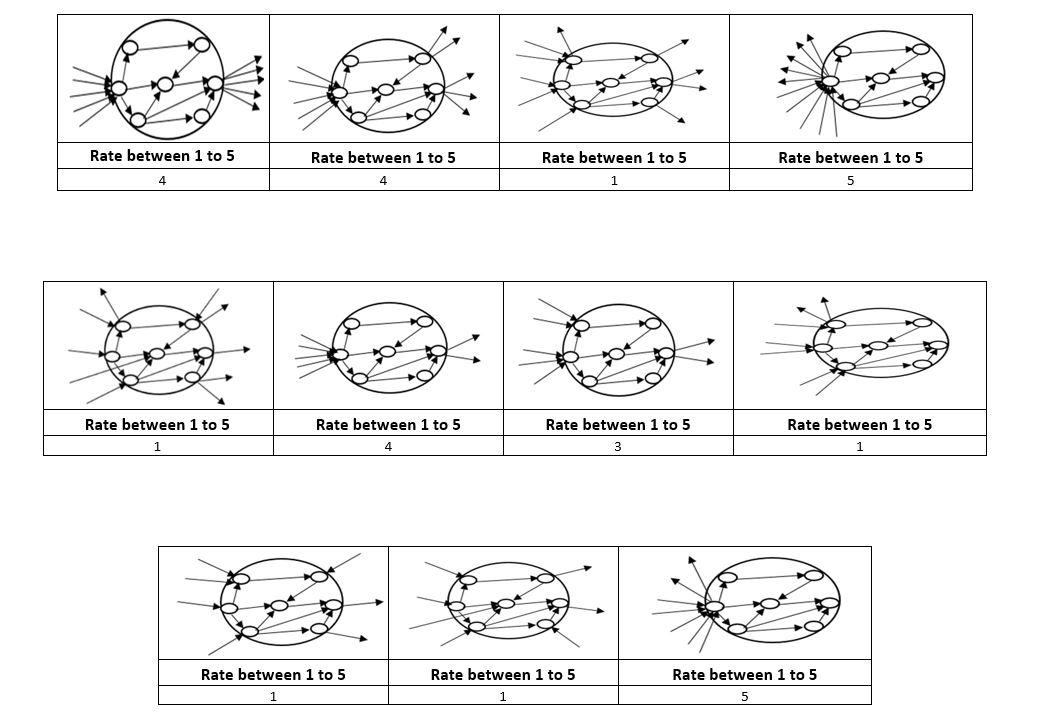 Rate between 1 to 5 Rate between 1 to 5 Rate between 1 to 5 Rate between 1 to 5
4 4 1 5
Rate between 1 to 5 Rate between 1 to 5 Rate between 1 to 5 Rate between 1 to 5
1 4 3 1
Rate between 1 to 5 Rate between 1 to 5 Rate between 1 to 5
1 1 5